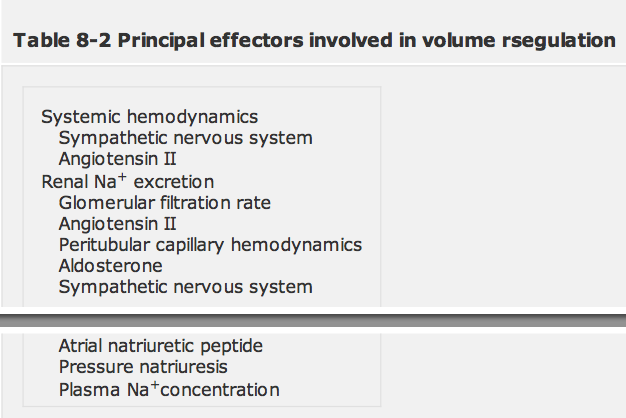 Table 8-2 Principal effectors involved in volume rsegulation
Systemic hemodynamics
Sympathetic nervous system
Angiotensin II
Renal Na⁺ excretion
Glomerular filtration rate
Angiotensin II
Peritubular capillary hemodynamics
Aldosterone
Sympathetic nervous system
Atrial natriuretic peptide
Pressure natriuresis
Plasma Na⁺concentration